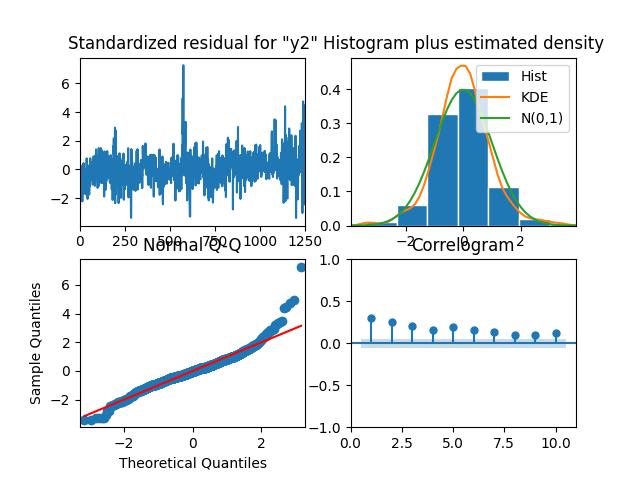 Standardized residual for "y2"
6
4
2
0
−2
0 250 500 750 1000 1250
Histogram plus estimated density
0.4
0.3
0.2
0.1
0.0
−2 0 2
Hist
KDE
N(0,1)
Normal Q-Q
Sample Quantiles
6
4
2
0
−2
−2 0 2
Theoretical Quantiles
Correlogram
1.0
0.5
0.0
−0.5
−1.0
0.0 2.5 5.0 7.5 10.0